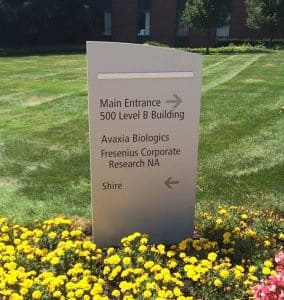 Main Entrance →
500 Level B Building
Avaxia Biologics
Fresenius Corporate
Research NA
Shire ←